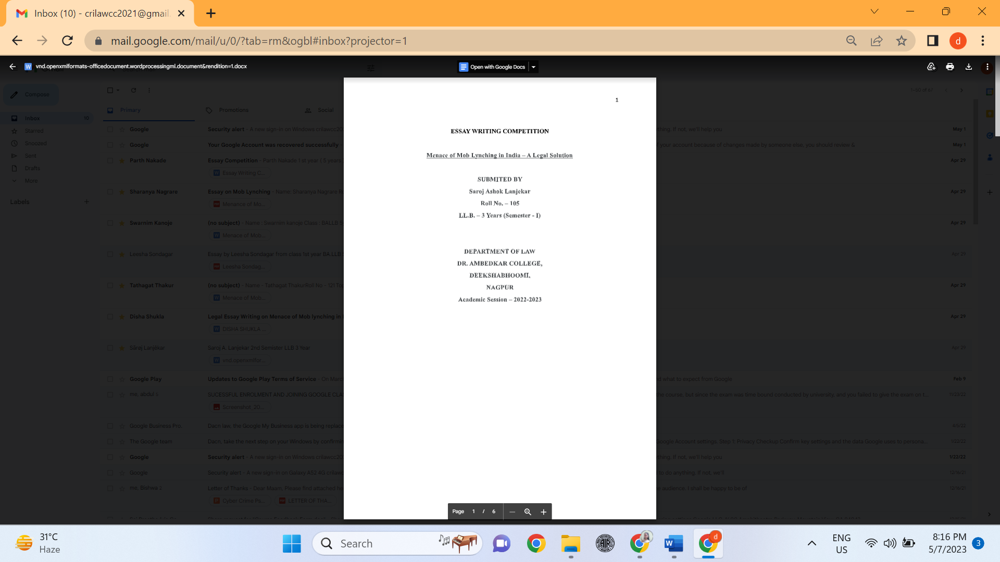 Inbox (10) - crilawcc2021@gmail.
mail.google.com/mail/u/0/?tab=rm&ogbl#inbox?projector=1
d
W vnd.openxmlformats-officedocument.wordprocessingml.document&rendition=1.docx
Open with Google Docs
Compose
1-50 of 67
Primary
Promotions
Social
Inbox 10
Starred
Snoozed
Sent
Drafts
More
Labels
Google Security alert - A new sign-in on Windows crilawcc20 thing. If not, we'll help you May 1
Google Your Google Account was recovered successfully - f your account because of changes made by someone else, you should review & May 1
Parth Nakade Essay Competition - Parth Nakade 1 st year ( 5 years Apr 29
Essay Writing C...
Sharanya Nagrare Essay on Mob Lynching - Name: Sharanya Nagrare Ro Apr 29
Menance of Mo...
Swarnim Kanoje (no subject) - Name : Swarnim kanoje Class : BALLB 5 Apr 29
Menace of Mob...
Leesha Sondagar Essay by Leesha Sondagar from class 1st year BA.LLB Apr 29
Leesha Sondag...
Tathagat Thakur (no subject) - Name - Tathagat ThakurRoll No - 121 Top Apr 29
Menace of Mob...
Disha Shukla Legal Essay Writing on Menace of Mob lynching in Apr 29
DISHA SHUKLA ...
Sârøj Lanjêkar Saroj A. Lanjekar 2nd Semister LLB 3 Year Apr 29
vnd.openxmlfor...
Google Play Updates to Google Play Terms of Service - On Marc d what to expect from Google Feb 9
me, abdul 5 SUCESSFUL ENROLMENT AND JOINING GOOGLE CLA he course, but since the exam was time bound conducted by university, and you failed to give the exam on t... 11/23/22
Screenshot_20...
Google Business Pro. Dacn law, the Google My Business app is being replace 4/5/22
The Google team Dacn, take the next step on your Windows by confirmin Google Account settings. Step 1: Privacy Checkup Confirm key settings and the data Google uses to persona... 1/22/22
Google Security alert - A new sign-in on Windows crilawcc20 thing. If not, we'll help you 1/22/22
Google Security alert - A new sign-in on Galaxy A52 4G crilawc to do anything. If not, we'll 12/16/21
me, Bishwa 2 Letter of Thanks - Dear Maam, Please find attached he e audience. I shall be happy to be of
Cyber Crime Ps... LETTER OF THA...
1
ESSAY WRITING COMPETITION
Menace of Mob Lynching in India – A Legal Solution
SUBMITED BY
Saroj Ashok Lanjekar
Roll No. – 105
LL.B. – 3 Years (Semester - I)
DEPARTMENT OF LAW
DR. AMBEDKAR COLLEGE,
DEEKSHABHOOMI,
NAGPUR
Academic Session – 2022-2023
Page 1 / 6
31°C
Haze
Search
AIR
W
d
ENG
US
8:16 PM
5/7/2023
3